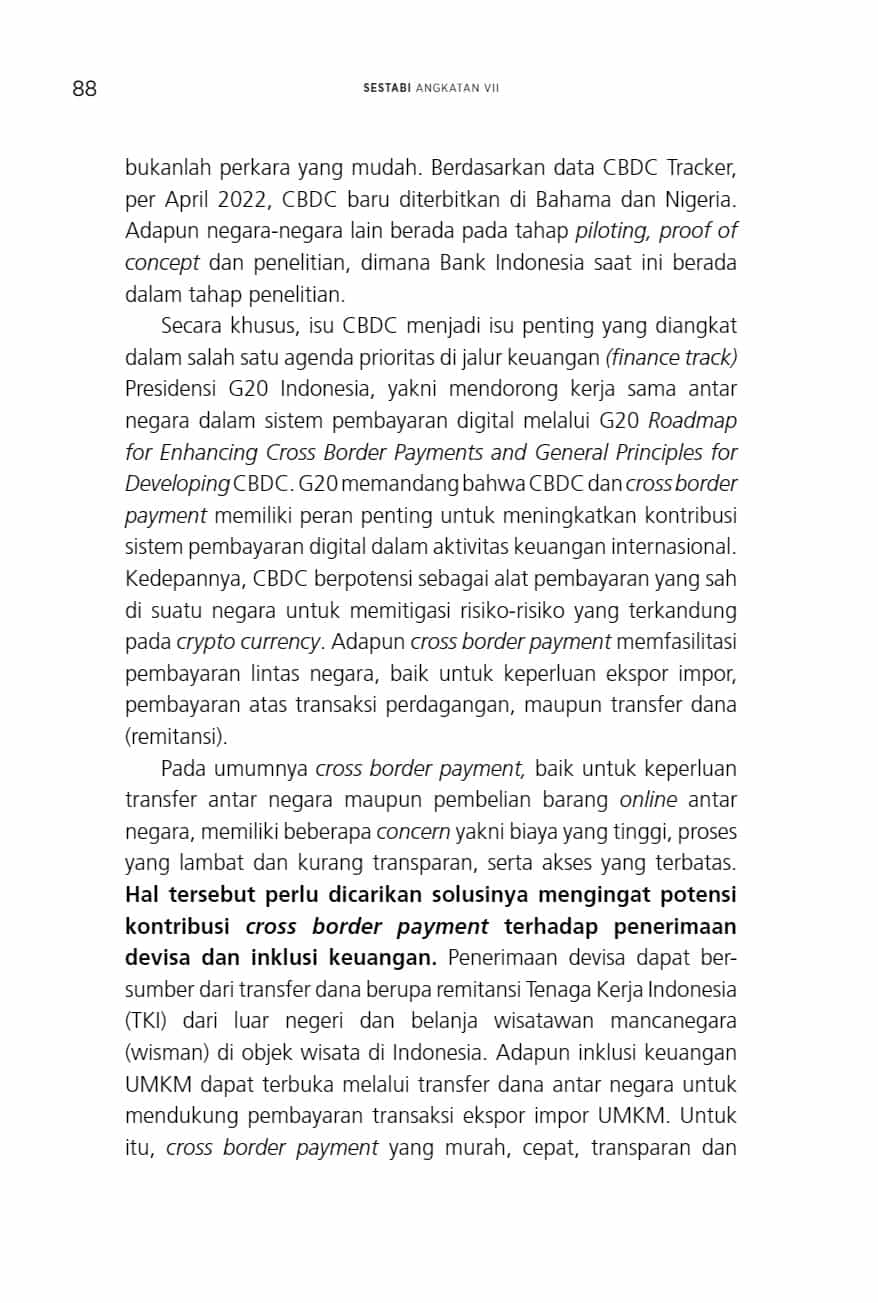 88
SESTABI ANGKATAN VII
bukanlah perkara yang mudah. Berdasarkan data CBDC Tracker,
per April 2022, CBDC baru diterbitkan di Bahama dan Nigeria.
Adapun negara-negara lain berada pada tahap piloting, proof of
concept dan penelitian, dimana Bank Indonesia saat ini berada
dalam tahap penelitian.
Secara khusus, isu CBDC menjadi isu penting yang diangkat
dalam salah satu agenda prioritas di jalur keuangan (finance track)
Presidensi G20 Indonesia, yakni mendorong kerja sama antar
negara dalam sistem pembayaran digital melalui G20 Roadmap
for Enhancing Cross Border Payments and General Principles for
Developing CBDC. G20 memandang bahwa CBDC dan cross border
payment memiliki peran penting untuk meningkatkan kontribusi
sistem pembayaran digital dalam aktivitas keuangan internasional.
Kedepannya, CBDC berpotensi sebagai alat pembayaran yang sah
di suatu negara untuk memitigasi risiko-risiko yang terkandung
pada crypto currency. Adapun cross border payment memfasilitasi
pembayaran lintas negara, baik untuk keperluan ekspor impor,
pembayaran atas transaksi perdagangan, maupun transfer dana
(remitansi).
Pada umumnya cross border payment, baik untuk keperluan
transfer antar negara maupun pembelian barang online antar
negara, memiliki beberapa concern yakni biaya yang tinggi, proses
yang lambat dan kurang transparan, serta akses yang terbatas.
Hal tersebut perlu dicarikan solusinya mengingat potensi
kontribusi cross border payment terhadap penerimaan
devisa dan inklusi keuangan. Penerimaan devisa dapat ber-
sumber dari transfer dana berupa remitansi Tenaga Kerja Indonesia
(TKI) dari luar negeri dan belanja wisatawan mancanegara
(wisman) di objek wisata di Indonesia. Adapun inklusi keuangan
UMKM dapat terbuka melalui transfer dana antar negara untuk
mendukung pembayaran transaksi ekspor impor UMKM. Untuk
itu, cross border payment yang murah, cepat, transparan dan